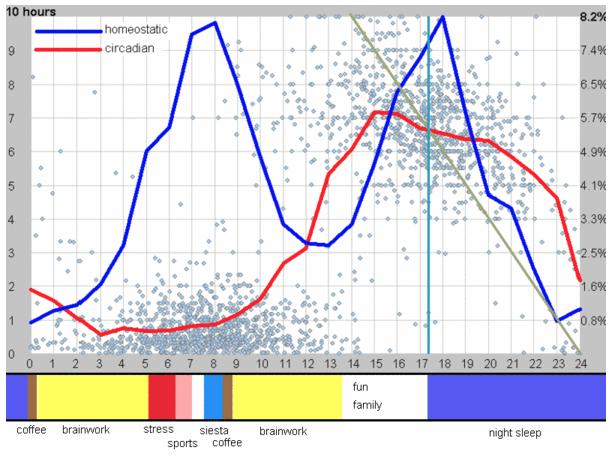 10 hours
8.2%
homeostatic
circadian
9
7.4%
8
6.5%
7
5.7%
6
4.9%
5
4.1%
4
3.3%
3
2.5%
2
1.6%
1
0.8%
0
0 1 2 3 4 5 6 7 8 9 10 11 12 13 14 15 16 17 18 19 20 21 22 23 24
fun
family
coffee brainwork stress siesta brainwork night sleep
sports coffee